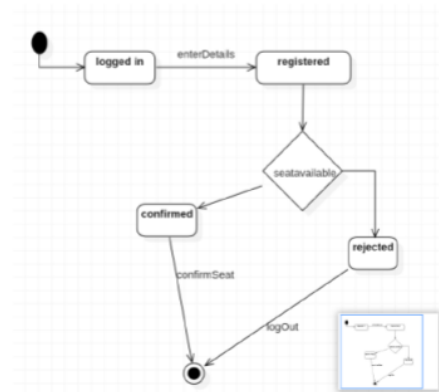 enterDetails
logged in
registered
seatavailable
confirmed
rejected
confirmSeat
logOut